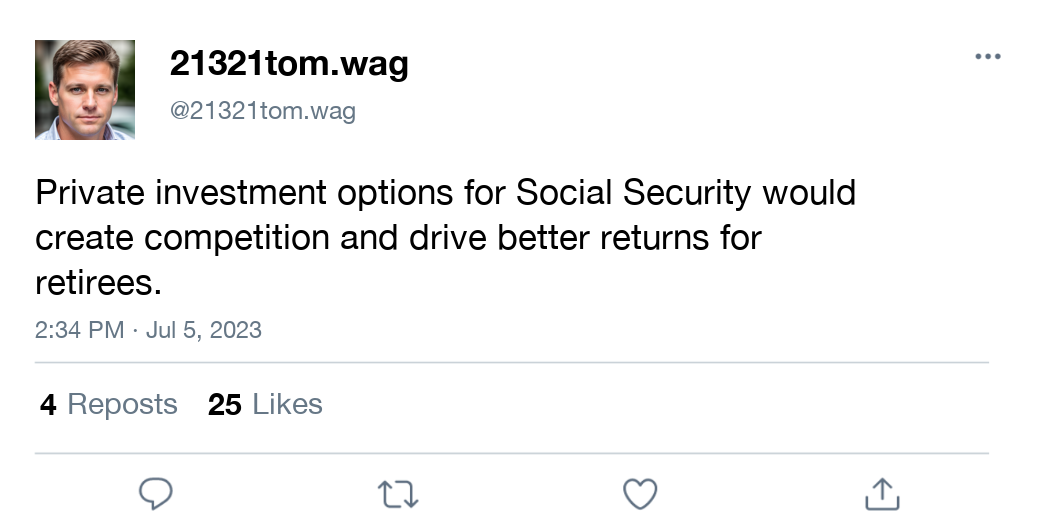 21321tom.wag
@21321tom.wag
Private investment options for Social Security would
create competition and drive better returns for
retirees.
2:34 PM · Jul 5, 2023
4 Reposts 25 Likes